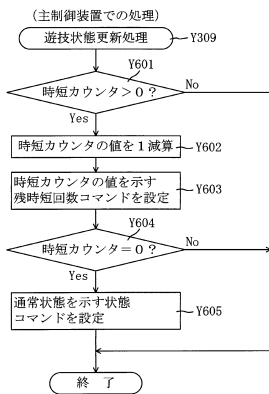 (主制御装置での処理)
遊技状態更新処理
Y309
Y601
時短カウンタ>0?
No
Yes
時短カウンタの値を1減算
Y602
時短カウンタの値を示す
残時短回数コマンドを設定
Y603
Y604
時短カウンタ=0?
No
Yes
通常状態を示す状態
コマンドを設定
Y605
終 了